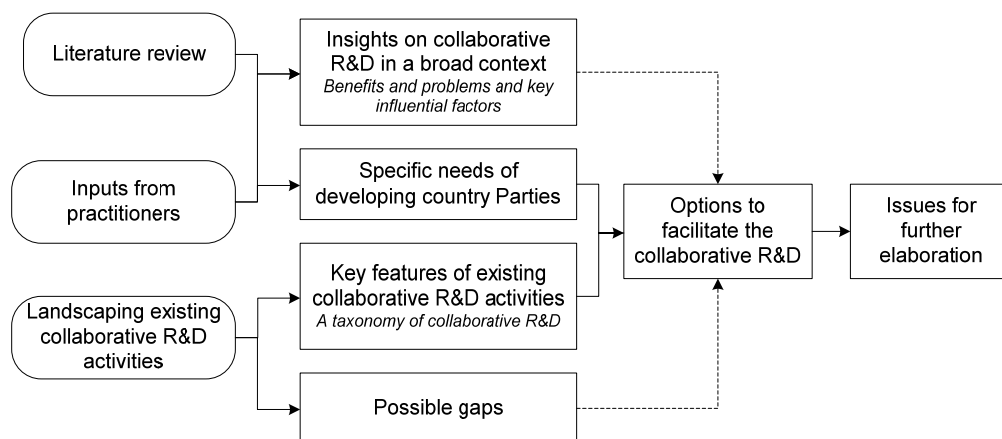 Literature review
Inputs from
practitioners
Landscaping existing
collaborative R&D
activities
Insights on collaborative
R&D in a broad context
Benefits and problems and key
influential factors
Specific needs of
developing country Parties
Key features of existing
collaborative R&D activities
A taxonomy of collaborative R&D
Possible gaps
Options to
facilitate the
collaborative R&D
Issues for
further
elaboration